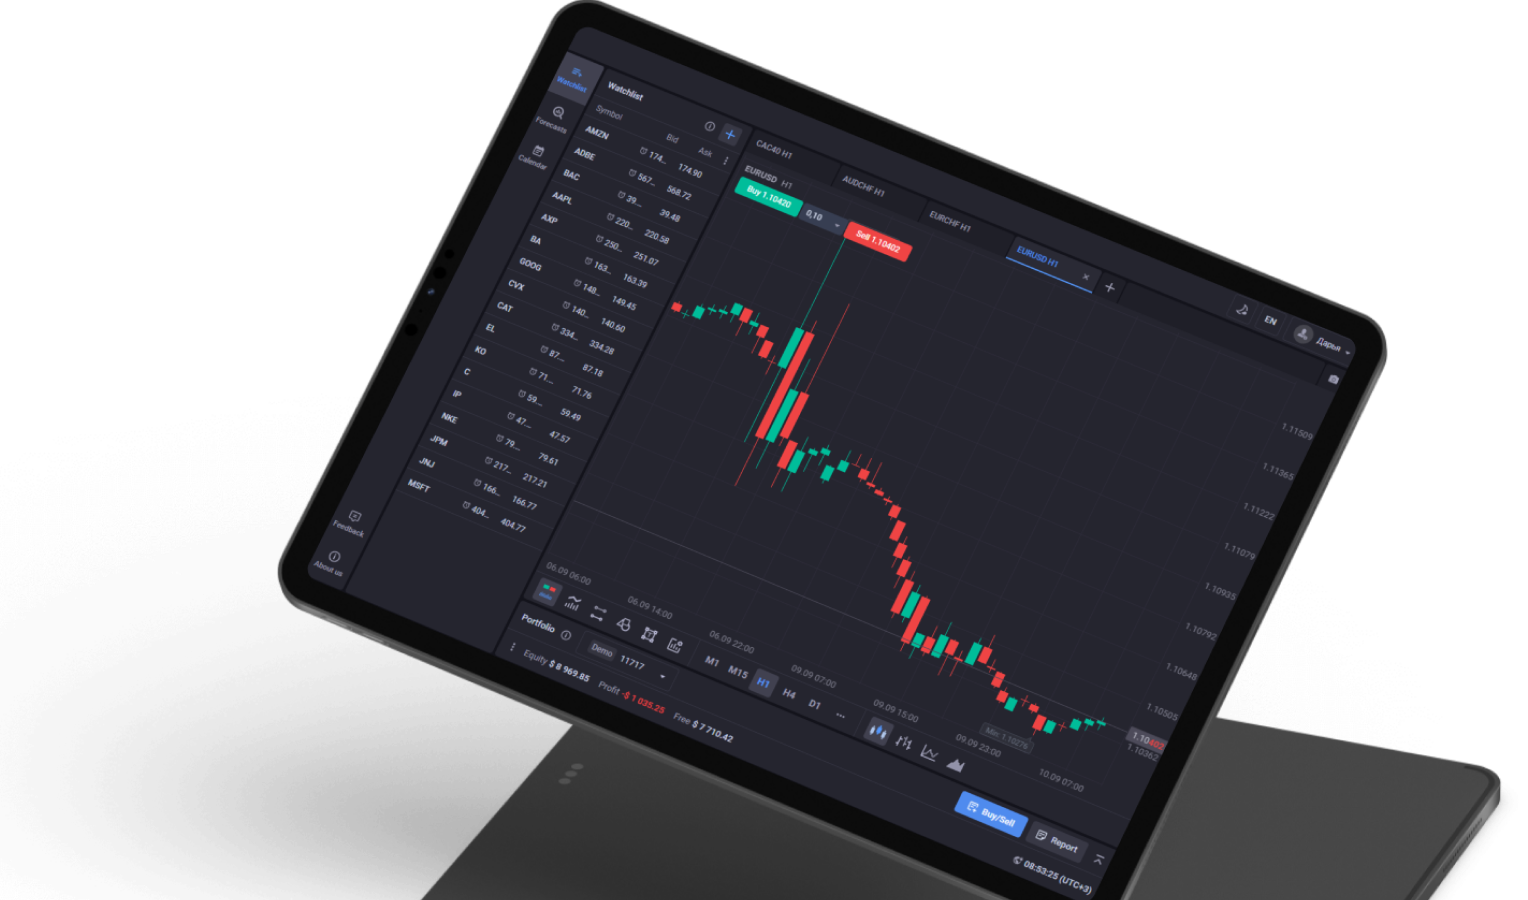 Watchlist
Forecasts
Calendar
Feedback
About us
Watchlist
Symbol Bid Ask
AMZN 174... 174.90
ADBE 567... 568.72
BAC 39... 39.48
AAPL 220... 220.58
AXP 250... 251.07
BA 163... 163.39
GOOG 148... 149.45
CVX 140... 140.60
CAT 334... 334.28
EL 87... 87.18
KO 71... 71.76
C 59... 59.49
IP 47... 47.57
NKE 79... 79.61
JPM 217... 217.21
JNJ 166... 166.77
MSFT 404... 404.77
CAC40 H1
AUDCHF H1
EURCHF H1
EURUSD H1
EN
Дарья
EURUSD H1
Buy 1.10420
0,10
Sell 1.10402
1.11509
1.11365
1.11222
1.11079
1.10935
1.10792
1.10648
1.10505
1.10402
1.10362
Min: 1.10276
06.09 06:00
06.09 14:00
06.09 22:00
09.09 07:00
09.09 15:00
09.09 23:00
10.09 07:00
M1
M15
H1
H4
D1
...
Portfolio
Demo 11717
Equity $ 8 969.85
Profit -$ 1 035.25
Free $ 7 710.42
Buy/Sell
Report
08:53:25 (UTC+3)